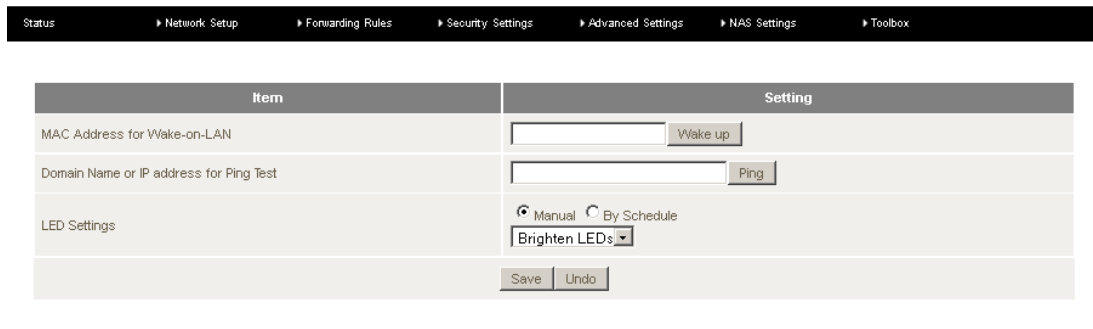 Status Network Setup Forwarding Rules Security Settings Advanced Settings NAS Settings Toolbox
Item Setting
MAC Address for Wake-on-LAN Wake up
Domain Name or IP address for Ping Test Ping
LED Settings Manual By Schedule
Brighten LEDs
Save Undo